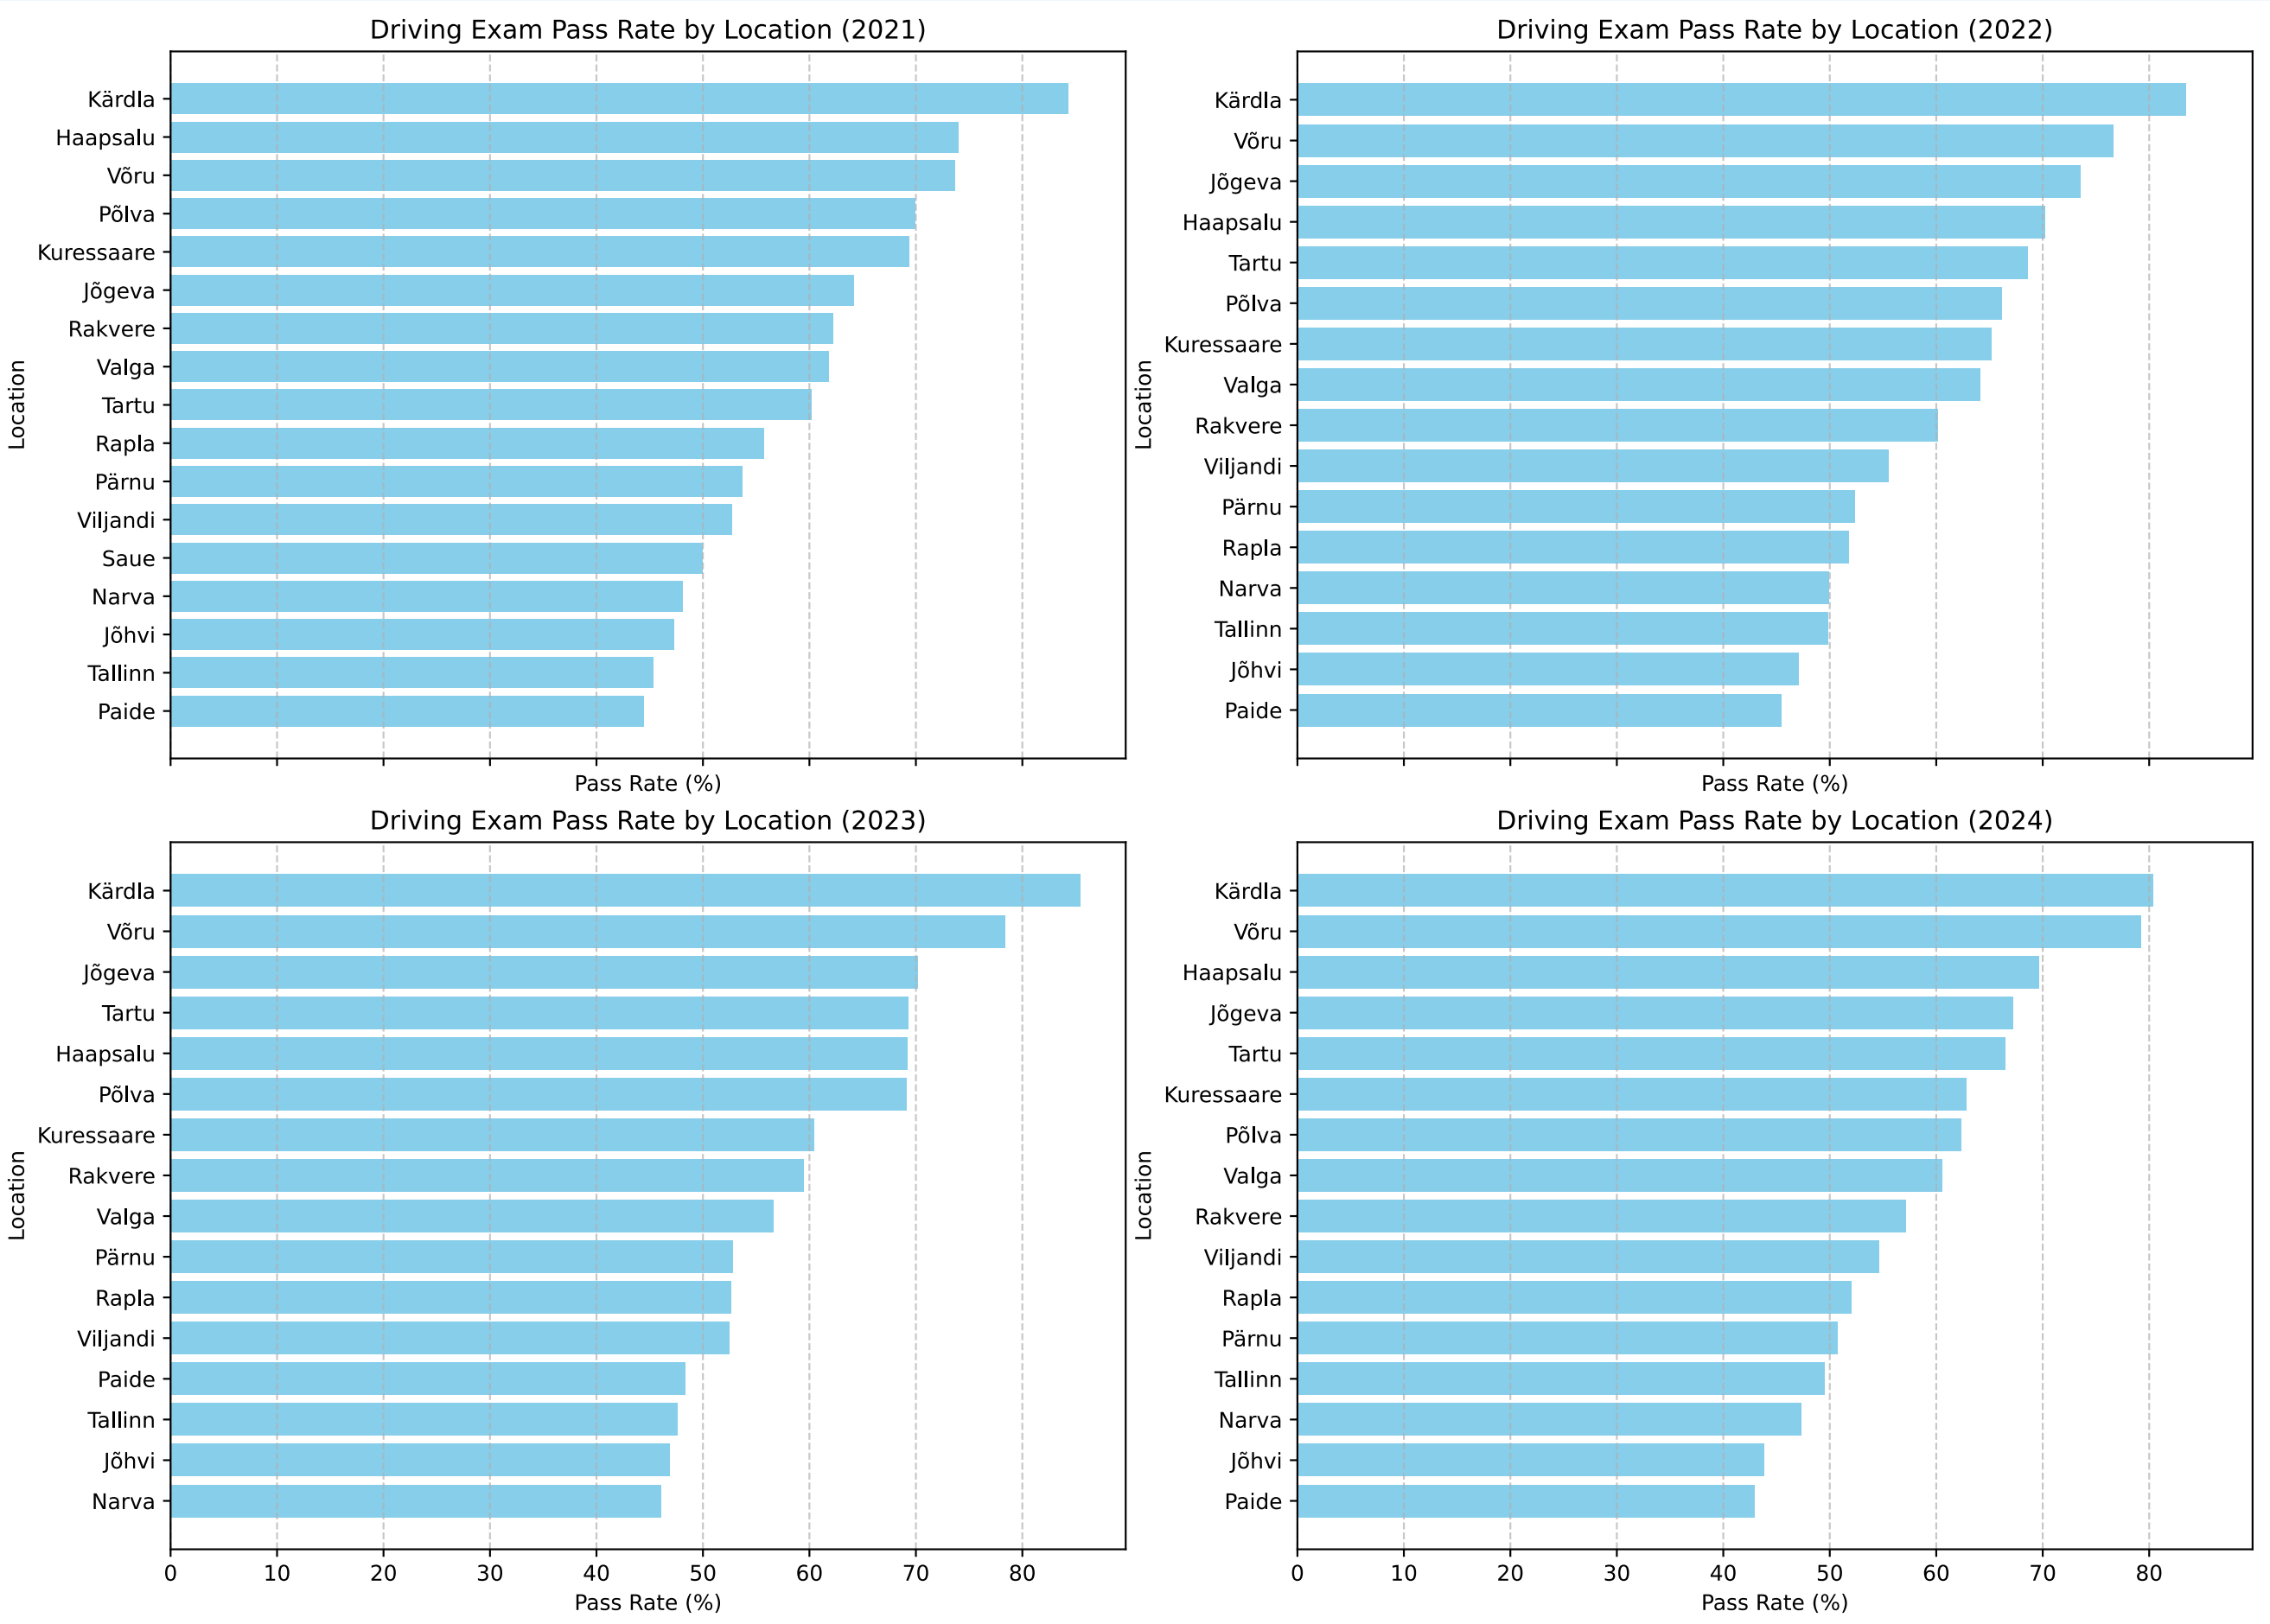 Driving Exam Pass Rate by Location (2021)
Location
Kärdla
Haapsalu
Võru
Põlva
Kuressaare
Jõgeva
Rakvere
Valga
Tartu
Rapla
Pärnu
Viljandi
Saue
Narva
Jõhvi
Tallinn
Paide
Pass Rate (%)
Driving Exam Pass Rate by Location (2022)
Location
Kärdla
Võru
Jõgeva
Haapsalu
Tartu
Põlva
Kuressaare
Valga
Rakvere
Viljandi
Pärnu
Rapla
Narva
Tallinn
Jõhvi
Paide
Pass Rate (%)
Driving Exam Pass Rate by Location (2023)
Location
Kärdla
Võru
Jõgeva
Tartu
Haapsalu
Põlva
Kuressaare
Rakvere
Valga
Pärnu
Rapla
Viljandi
Paide
Tallinn
Jõhvi
Narva
0 10 20 30 40 50 60 70 80
Pass Rate (%)
Driving Exam Pass Rate by Location (2024)
Location
Kärdla
Võru
Haapsalu
Jõgeva
Tartu
Kuressaare
Põlva
Valga
Rakvere
Viljandi
Rapla
Pärnu
Tallinn
Narva
Jõhvi
Paide
0 10 20 30 40 50 60 70 80
Pass Rate (%)